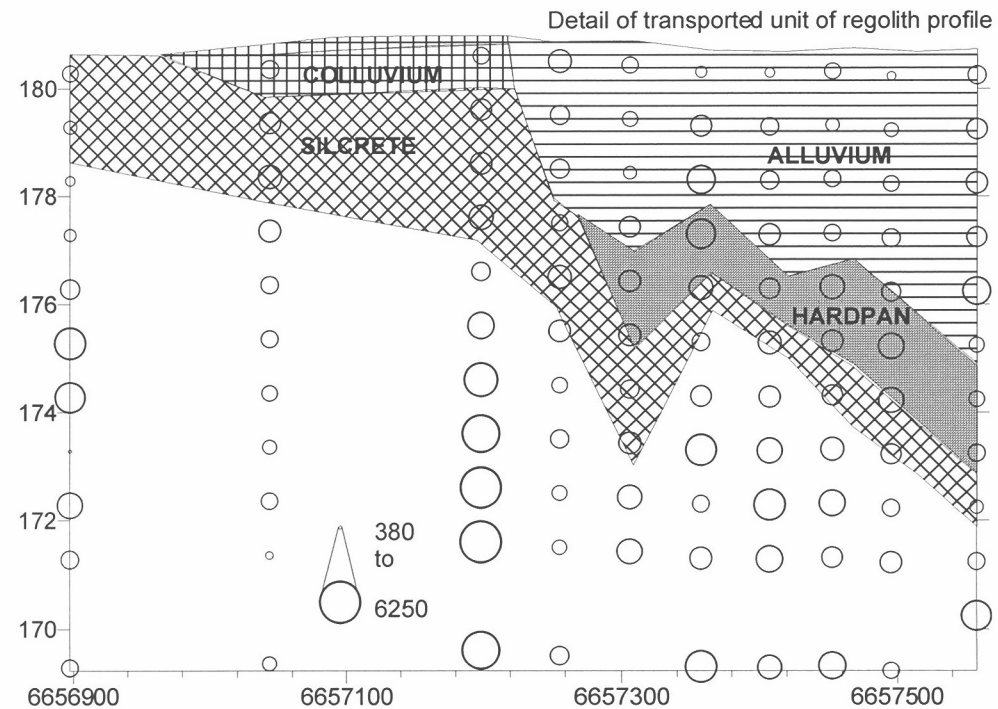 Detail of transported unit of regolith profile
180
COLLUVIUM
SILCRETE
ALLUVIUM
178
176
HARDPAN
174
172
380
to
6250
170
6656900
6657100
6657300
6657500